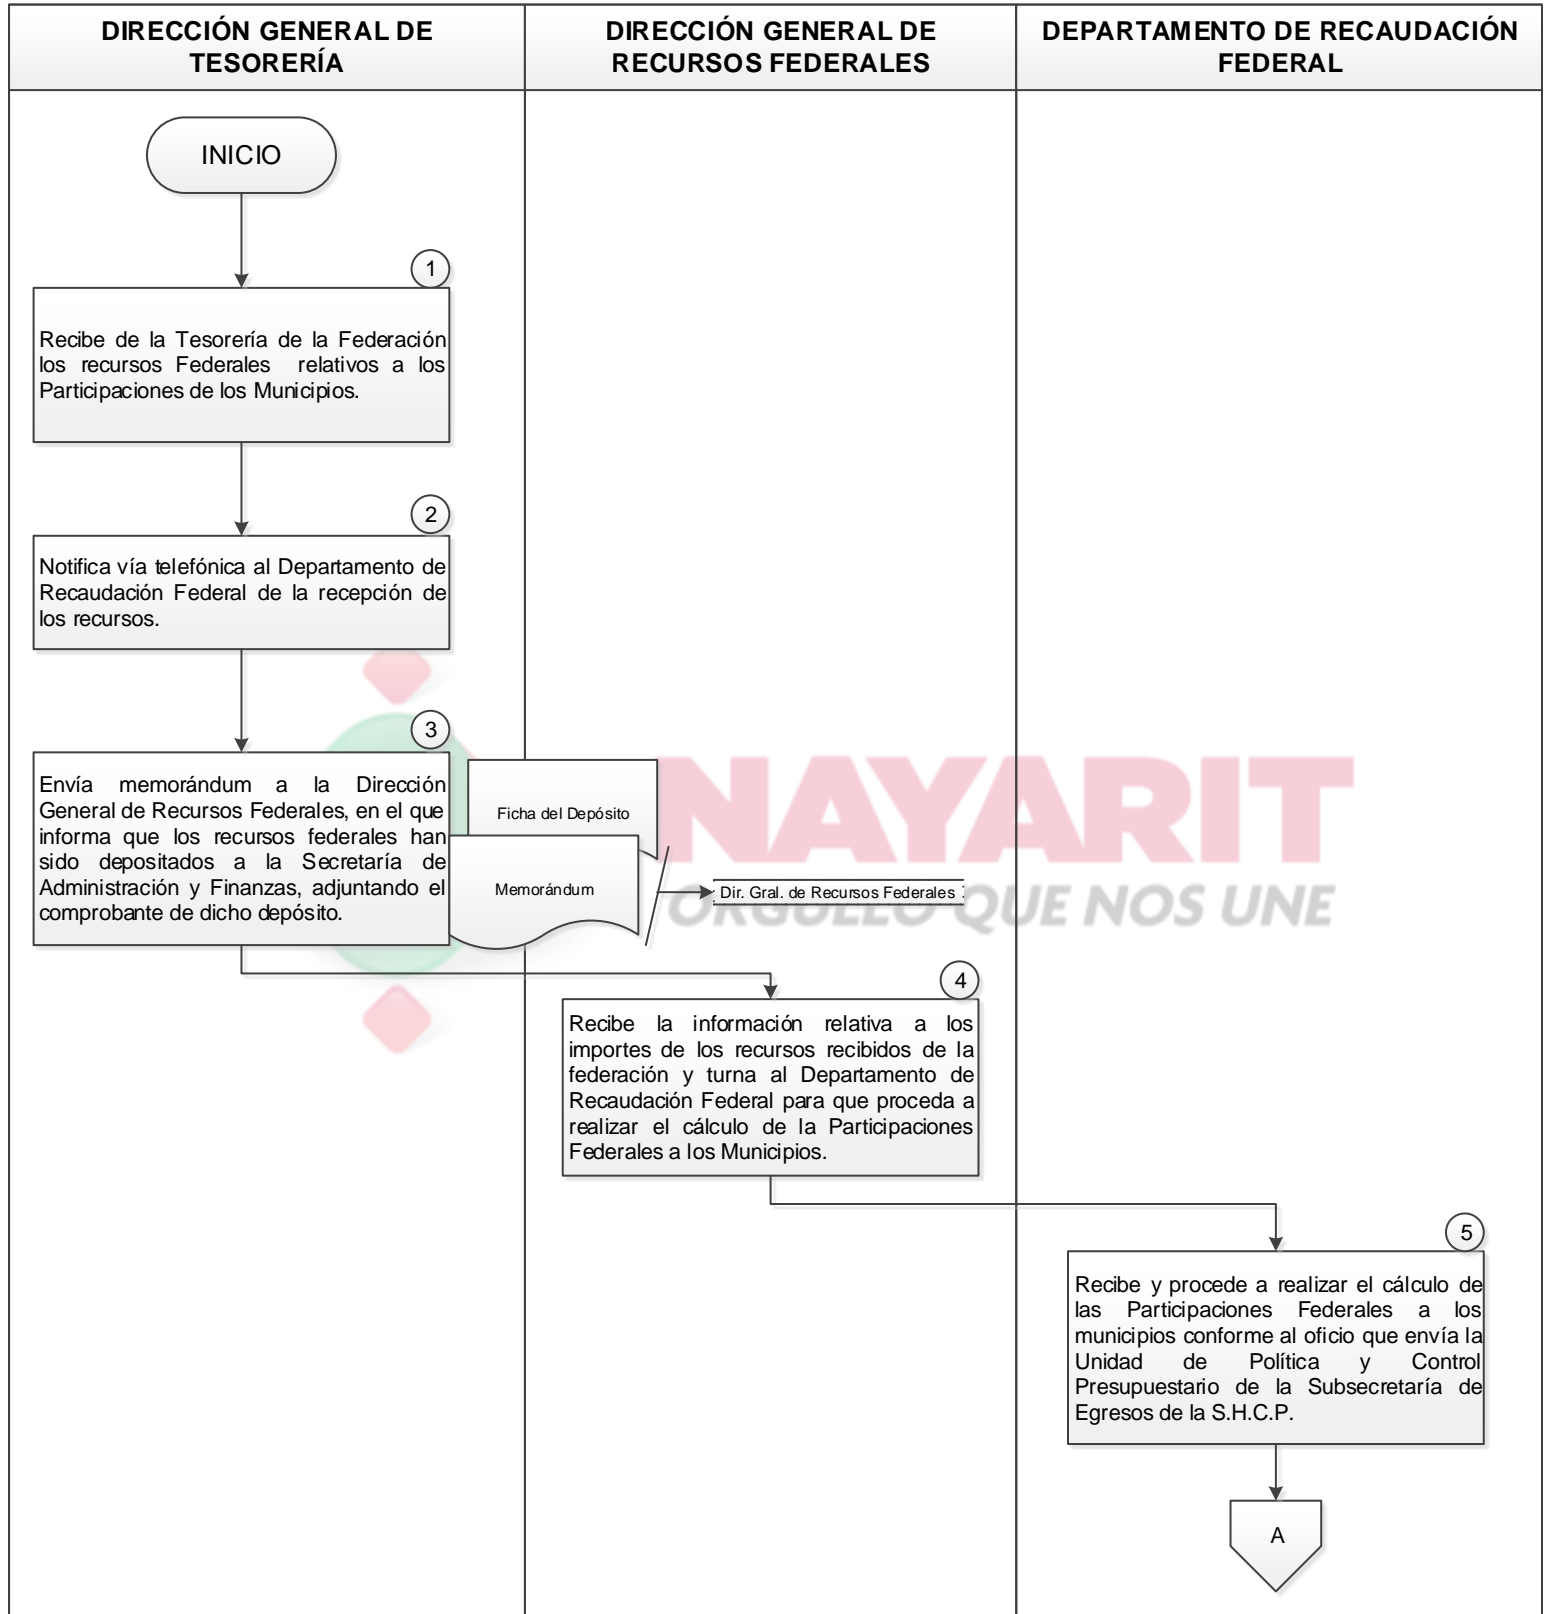 DIRECCIÓN GENERAL DE
TESORERÍA
DIRECCIÓN GENERAL DE
RECURSOS FEDERALES
DEPARTAMENTO DE RECAUDACIÓN
FEDERAL
INICIO
1
Recibe de la Tesorería de la Federación
los recursos Federales relativos a los
Participaciones de los Municipios.
2
Notifica vía telefónica al Departamento de
Recaudación Federal de la recepción de
los recursos.
3
Envía memorándum a la Dirección
General de Recursos Federales, en el que
informa que los recursos federales han
sido depositados a la Secretaría de
Administración y Finanzas, adjuntando el
comprobante de dicho depósito.
Ficha del Depósito
Memorándum
Dir. Gral. de Recursos Federales
NAYARIT
ORGULLO QUE NOS UNE
4
Recibe la información relativa a los
importes de los recursos recibidos de la
federación y turna al Departamento de
Recaudación Federal para que proceda a
realizar el cálculo de la Participaciones
Federales a los Municipios.
5
Recibe y procede a realizar el cálculo de
las Participaciones Federales a los
municipios conforme al oficio que envía la
Unidad de Política y Control
Presupuestario de la Subsecretaría de
Egresos de la S.H.C.P.
A